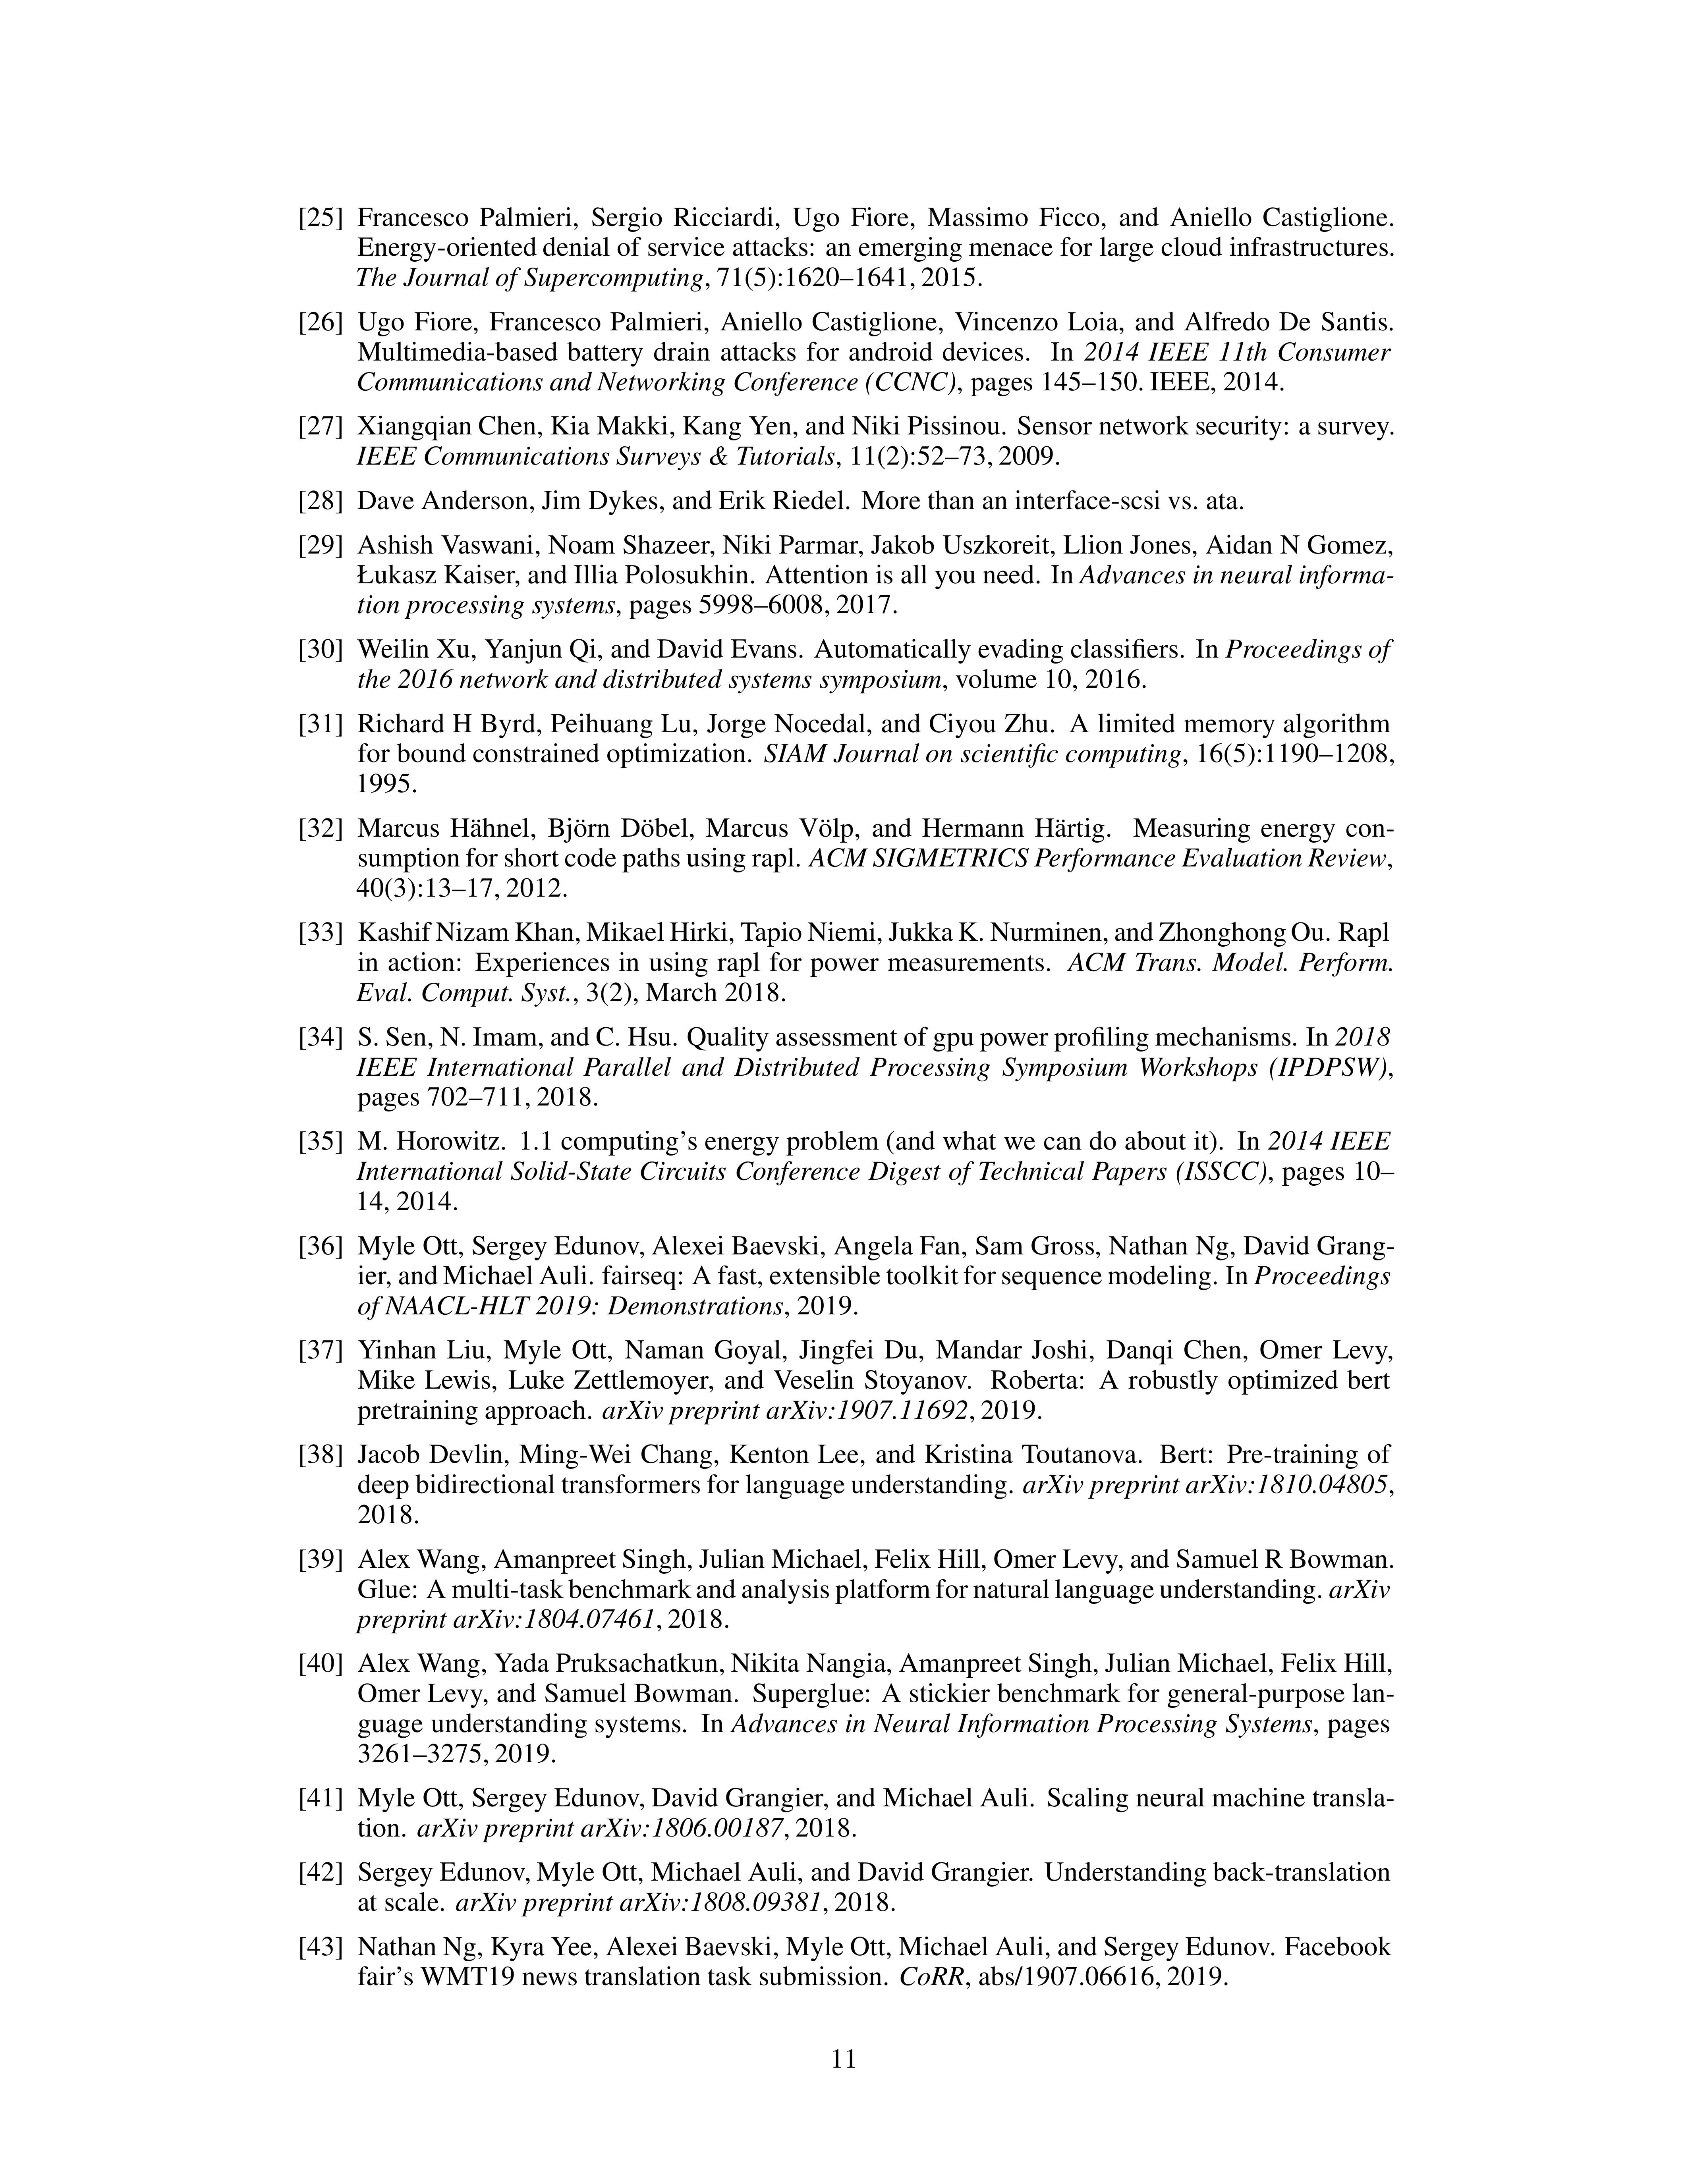 [25] Francesco Palmieri, Sergio Ricciardi, Ugo Fiore, Massimo Ficco, and Aniello Castiglione.
Energy-oriented denial of service attacks: an emerging menace for large cloud infrastructures.
The Journal of Supercomputing, 71(5):1620–1641, 2015.
[26] Ugo Fiore, Francesco Palmieri, Aniello Castiglione, Vincenzo Loia, and Alfredo De Santis.
Multimedia-based battery drain attacks for android devices. In 2014 IEEE 11th Consumer
Communications and Networking Conference (CCNC), pages 145–150. IEEE, 2014.
[27] Xiangqian Chen, Kia Makki, Kang Yen, and Niki Pissinou. Sensor network security: a survey.
IEEE Communications Surveys & Tutorials, 11(2):52–73, 2009.
[28] Dave Anderson, Jim Dykes, and Erik Riedel. More than an interface-scsi vs. ata.
[29] Ashish Vaswani, Noam Shazeer, Niki Parmar, Jakob Uszkoreit, Llion Jones, Aidan N Gomez,
Łukasz Kaiser, and Illia Polosukhin. Attention is all you need. In Advances in neural informa-
tion processing systems, pages 5998–6008, 2017.
[30] Weilin Xu, Yanjun Qi, and David Evans. Automatically evading classifiers. In Proceedings of
the 2016 network and distributed systems symposium, volume 10, 2016.
[31] Richard H Byrd, Peihuang Lu, Jorge Nocedal, and Ciyou Zhu. A limited memory algorithm
for bound constrained optimization. SIAM Journal on scientific computing, 16(5):1190–1208,
1995.
[32] Marcus Hähnel, Björn Döbel, Marcus Völp, and Hermann Härtig. Measuring energy con-
sumption for short code paths using rapl. ACM SIGMETRICS Performance Evaluation Review,
40(3):13–17, 2012.
[33] Kashif Nizam Khan, Mikael Hirki, Tapio Niemi, Jukka K. Nurminen, and Zhonghong Ou. Rapl
in action: Experiences in using rapl for power measurements. ACM Trans. Model. Perform.
Eval. Comput. Syst., 3(2), March 2018.
[34] S. Sen, N. Imam, and C. Hsu. Quality assessment of gpu power profiling mechanisms. In 2018
IEEE International Parallel and Distributed Processing Symposium Workshops (IPDPSW),
pages 702–711, 2018.
[35] M. Horowitz. 1.1 computing's energy problem (and what we can do about it). In 2014 IEEE
International Solid-State Circuits Conference Digest of Technical Papers (ISSCC), pages 10–
14, 2014.
[36] Myle Ott, Sergey Edunov, Alexei Baevski, Angela Fan, Sam Gross, Nathan Ng, David Grang-
ier, and Michael Auli. fairseq: A fast, extensible toolkit for sequence modeling. In Proceedings
of NAACL-HLT 2019: Demonstrations, 2019.
[37] Yinhan Liu, Myle Ott, Naman Goyal, Jingfei Du, Mandar Joshi, Danqi Chen, Omer Levy,
Mike Lewis, Luke Zettlemoyer, and Veselin Stoyanov. Roberta: A robustly optimized bert
pretraining approach. arXiv preprint arXiv:1907.11692, 2019.
[38] Jacob Devlin, Ming-Wei Chang, Kenton Lee, and Kristina Toutanova. Bert: Pre-training of
deep bidirectional transformers for language understanding. arXiv preprint arXiv:1810.04805,
2018.
[39] Alex Wang, Amanpreet Singh, Julian Michael, Felix Hill, Omer Levy, and Samuel R Bowman.
Glue: A multi-task benchmark and analysis platform for natural language understanding. arXiv
preprint arXiv:1804.07461, 2018.
[40] Alex Wang, Yada Pruksachatkun, Nikita Nangia, Amanpreet Singh, Julian Michael, Felix Hill,
Omer Levy, and Samuel Bowman. Superglue: A stickier benchmark for general-purpose lan-
guage understanding systems. In Advances in Neural Information Processing Systems, pages
3261–3275, 2019.
[41] Myle Ott, Sergey Edunov, David Grangier, and Michael Auli. Scaling neural machine transla-
tion. arXiv preprint arXiv:1806.00187, 2018.
[42] Sergey Edunov, Myle Ott, Michael Auli, and David Grangier. Understanding back-translation
at scale. arXiv preprint arXiv:1808.09381, 2018.
[43] Nathan Ng, Kyra Yee, Alexei Baevski, Myle Ott, Michael Auli, and Sergey Edunov. Facebook
fair's WMT19 news translation task submission. CoRR, abs/1907.06616, 2019.
11